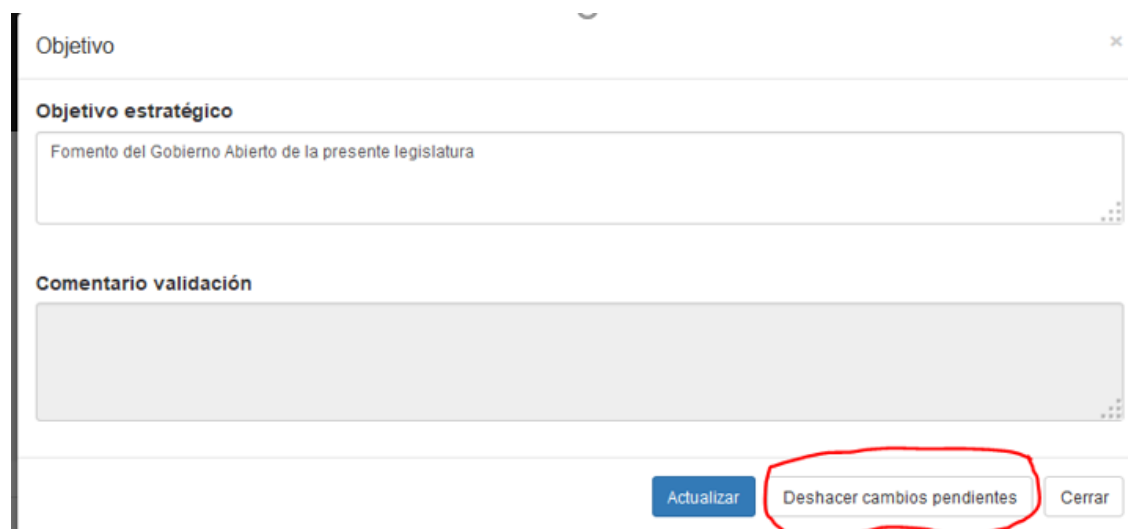 Objetivo
×
Objetivo estratégico
Fomento del Gobierno Abierto de la presente legislatura
Comentario validación
Actualizar Deshacer cambios pendientes Cerrar